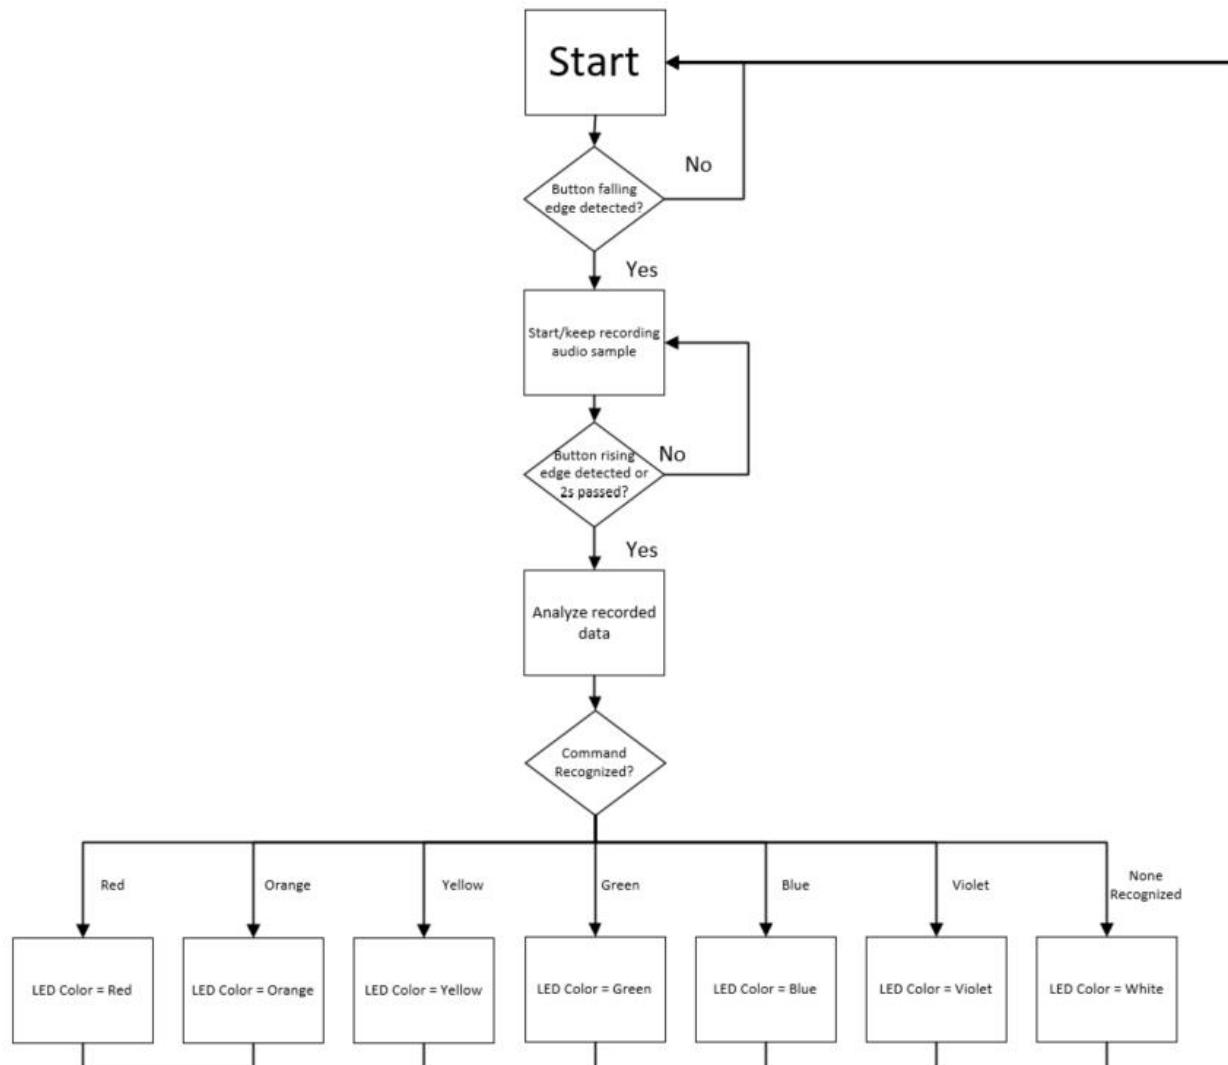 Start
No
Button falling
edge detected?
Yes
Start/keep recording
audio sample
Button rising
edge detected or
2s passed?
No
Yes
Analyze recorded
data
Command
Recognized?
Red
Orange
Yellow
Green
Blue
Violet
None
Recognized
LED Color = Red
LED Color = Orange
LED Color = Yellow
LED Color = Green
LED Color = Blue
LED Color = Violet
LED Color = White